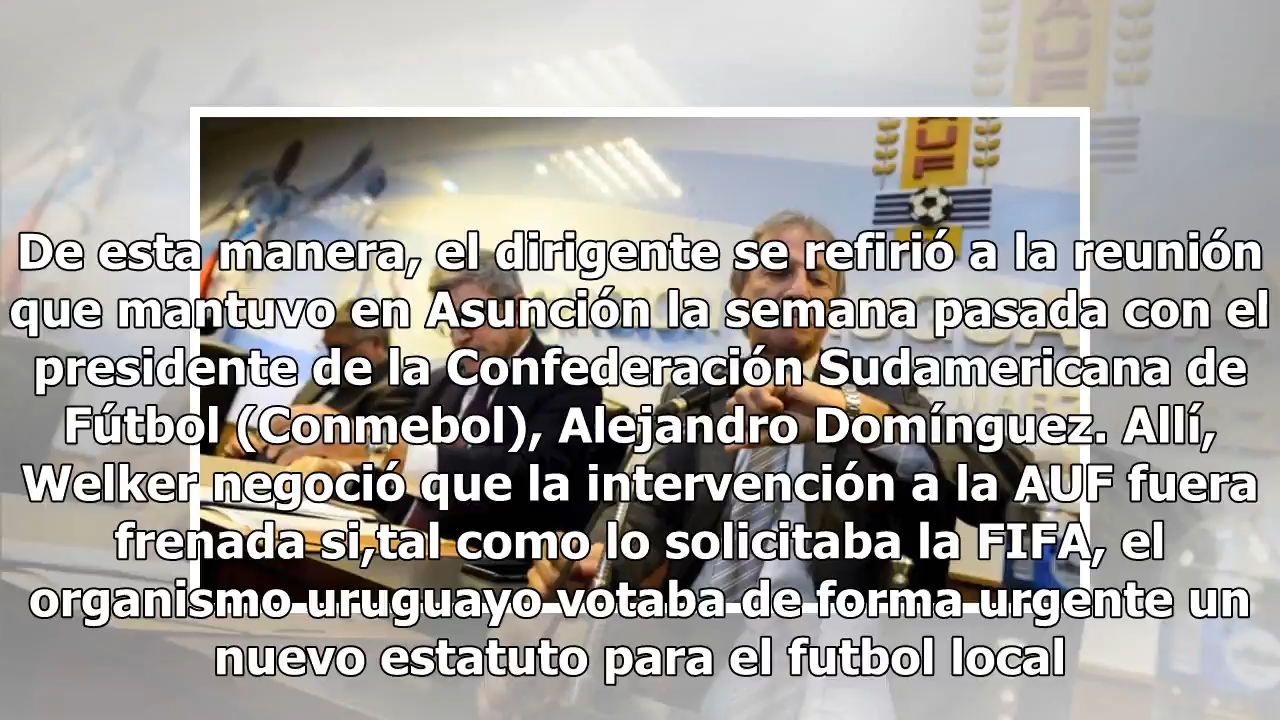 AUF
AUF
De esta manera, el dirigente se refirió a la reunión
que mantuvo en Asunción la semana pasada con el
presidente de la Confederación Sudamericana de
Fútbol (Conmebol), Alejandro Domínguez. Allí,
Welker negoció que la intervención a la AUF fuera
frenada si,tal como lo solicitaba la FIFA, el
organismo uruguayo votaba de forma urgente un
nuevo estatuto para el futbol local